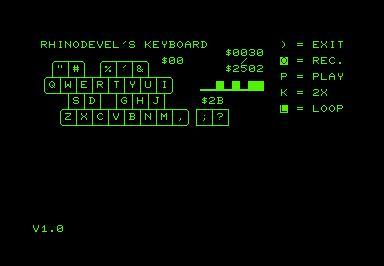 RHINODEVEL'S KEYBOARD
$00
$0030
/
$2502
" # % ' &
Q W E R T Y U I
S D G H J
Z X C V B N M , ; ?
$2B
) = EXIT
O = REC.
P = PLAY
K = 2X
L = LOOP
V1.0